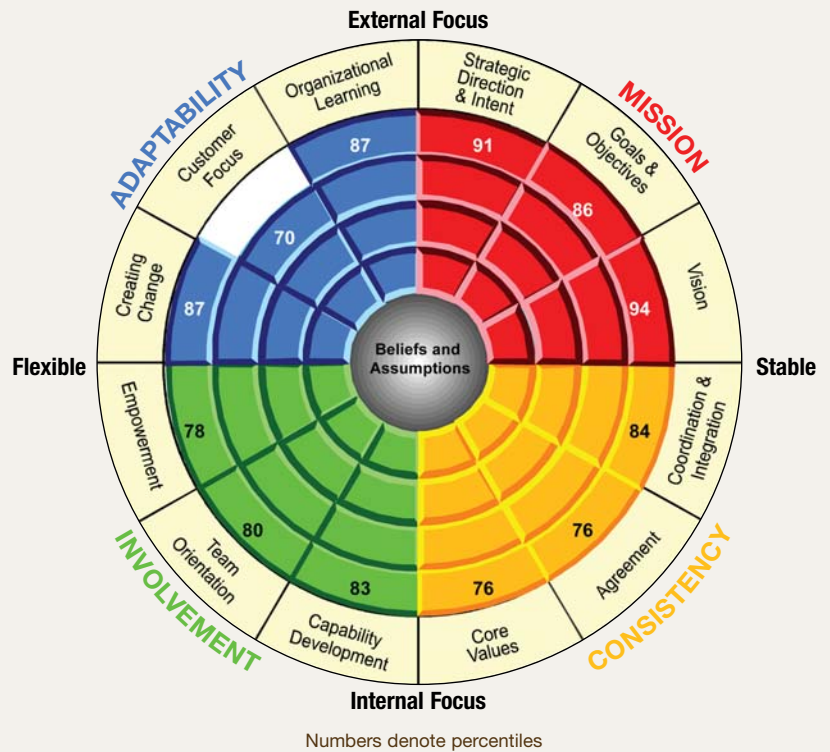 External Focus
ADAPTABILITY
MISSION
Organizational
Learning
Strategic
Direction
& Intent
Customer
Focus
Goals &
Objectives
Creating
Change
Vision
87
91
70
86
87
94
Flexible
Beliefs and
Assumptions
Stable
Empowerment
78
84
Coordination &
Integration
Team
Orientation
80
76
Agreement
83
76
Capability
Development
Core
Values
INVOLVEMENT
CONSISTENCY
Internal Focus
Numbers denote percentiles